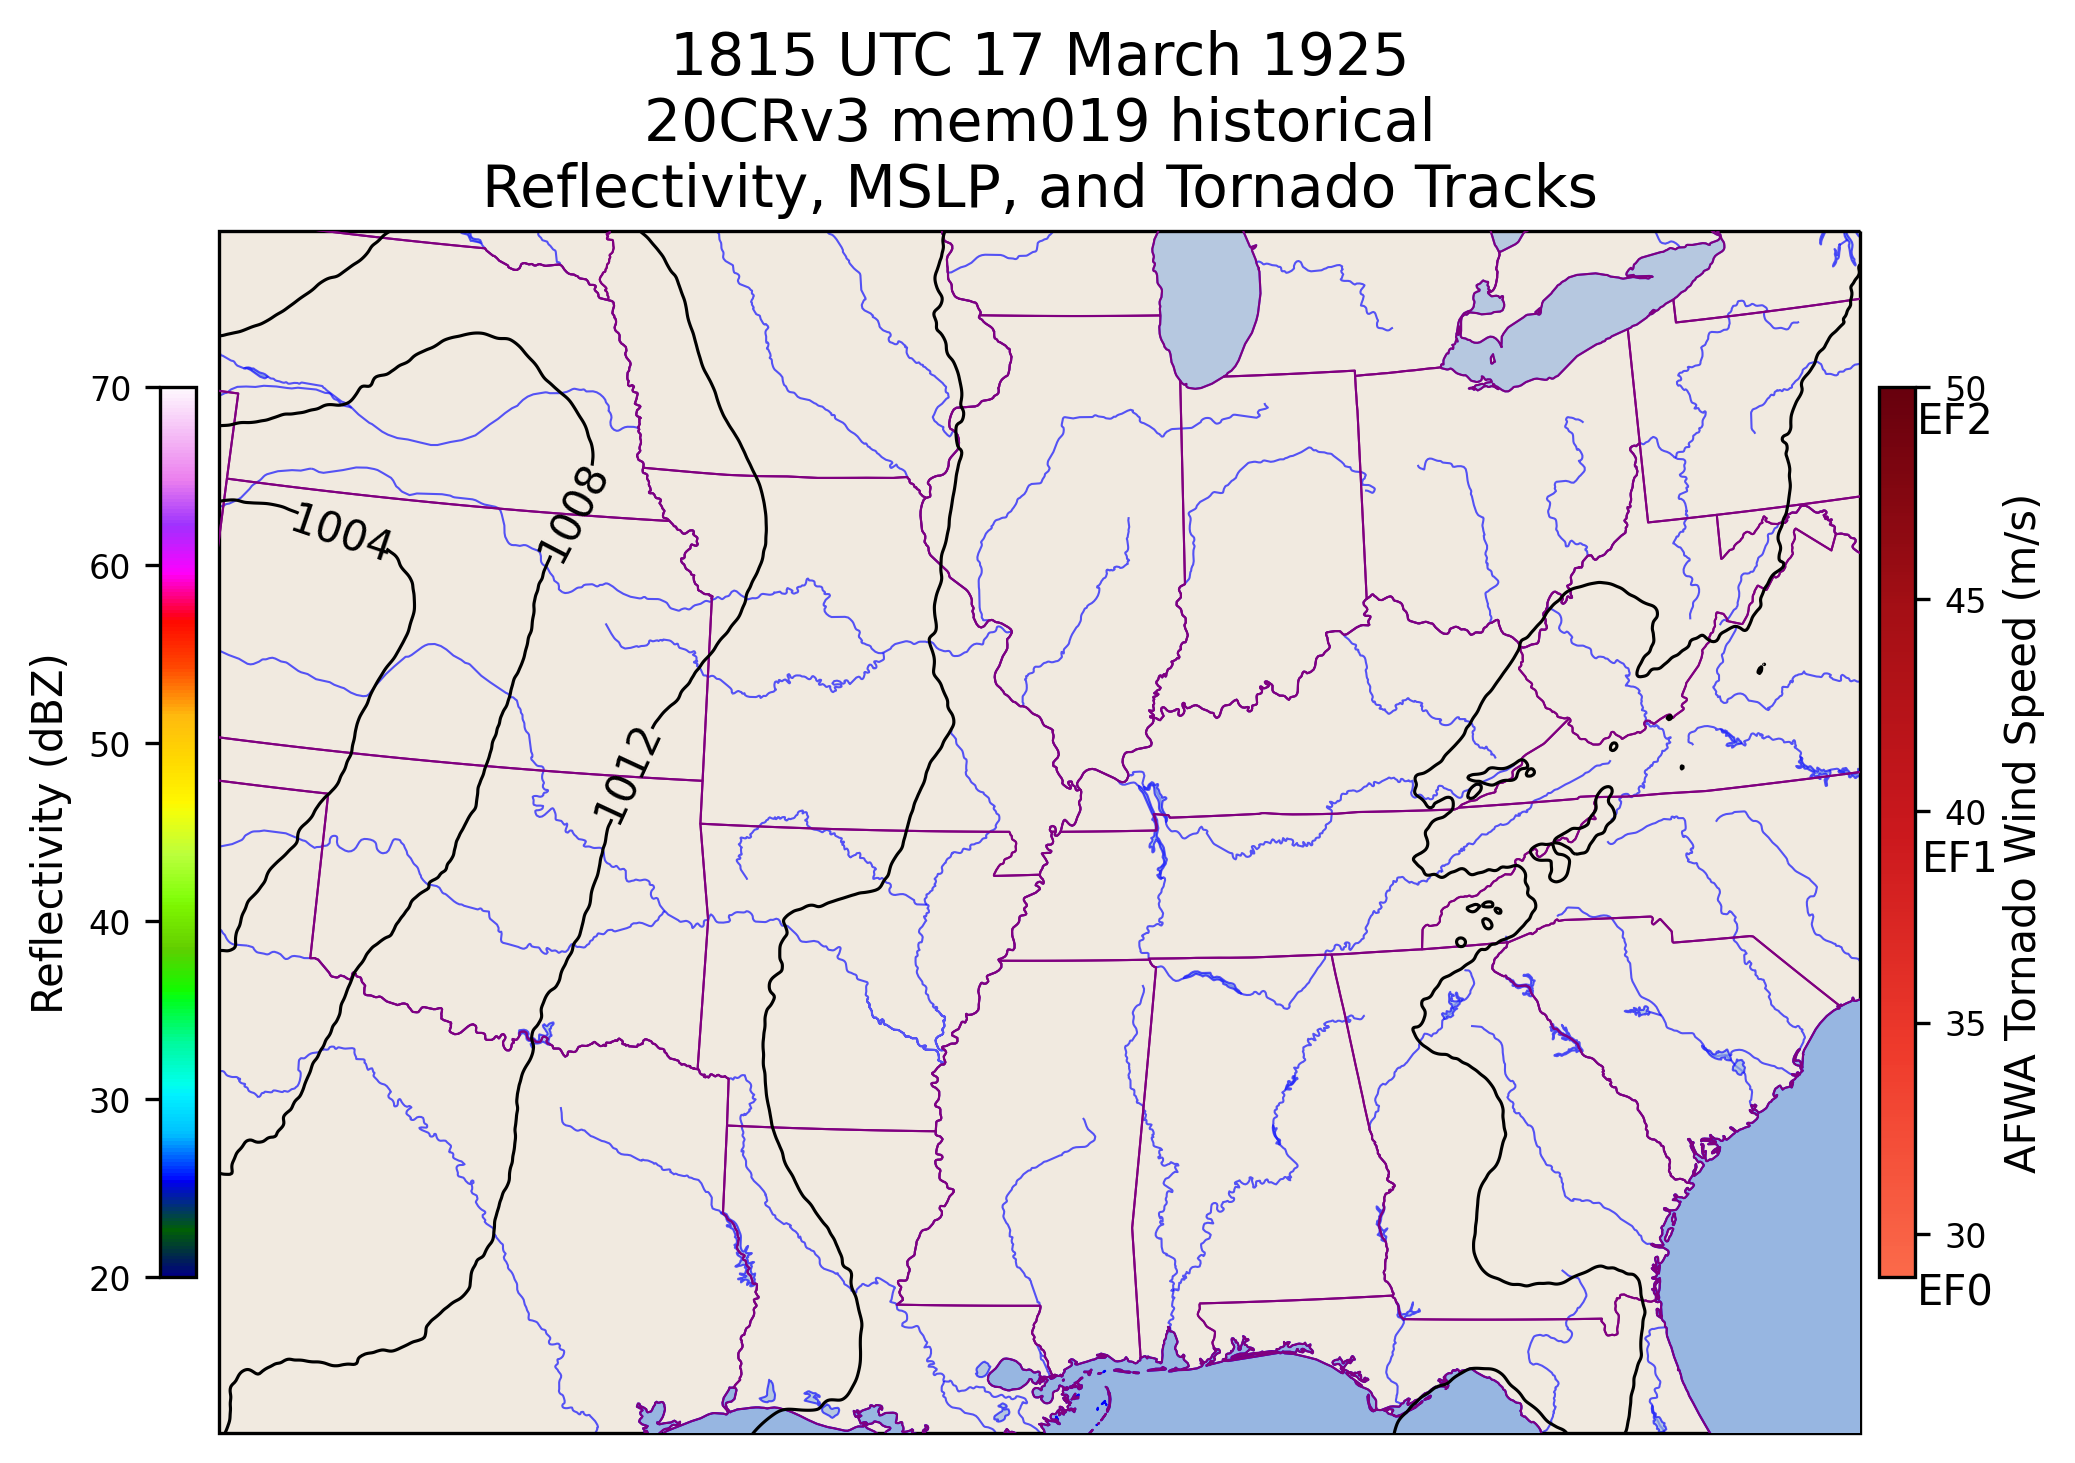 1815 UTC 17 March 1925
20CRv3 mem019 historical
Reflectivity, MSLP, and Tornado Tracks
Reflectivity (dBZ)
70
60
50
40
30
20
1004
1008
1012
50
EF2
45
40
EF1
35
30
EF0
AFWA Tornado Wind Speed (m/s)